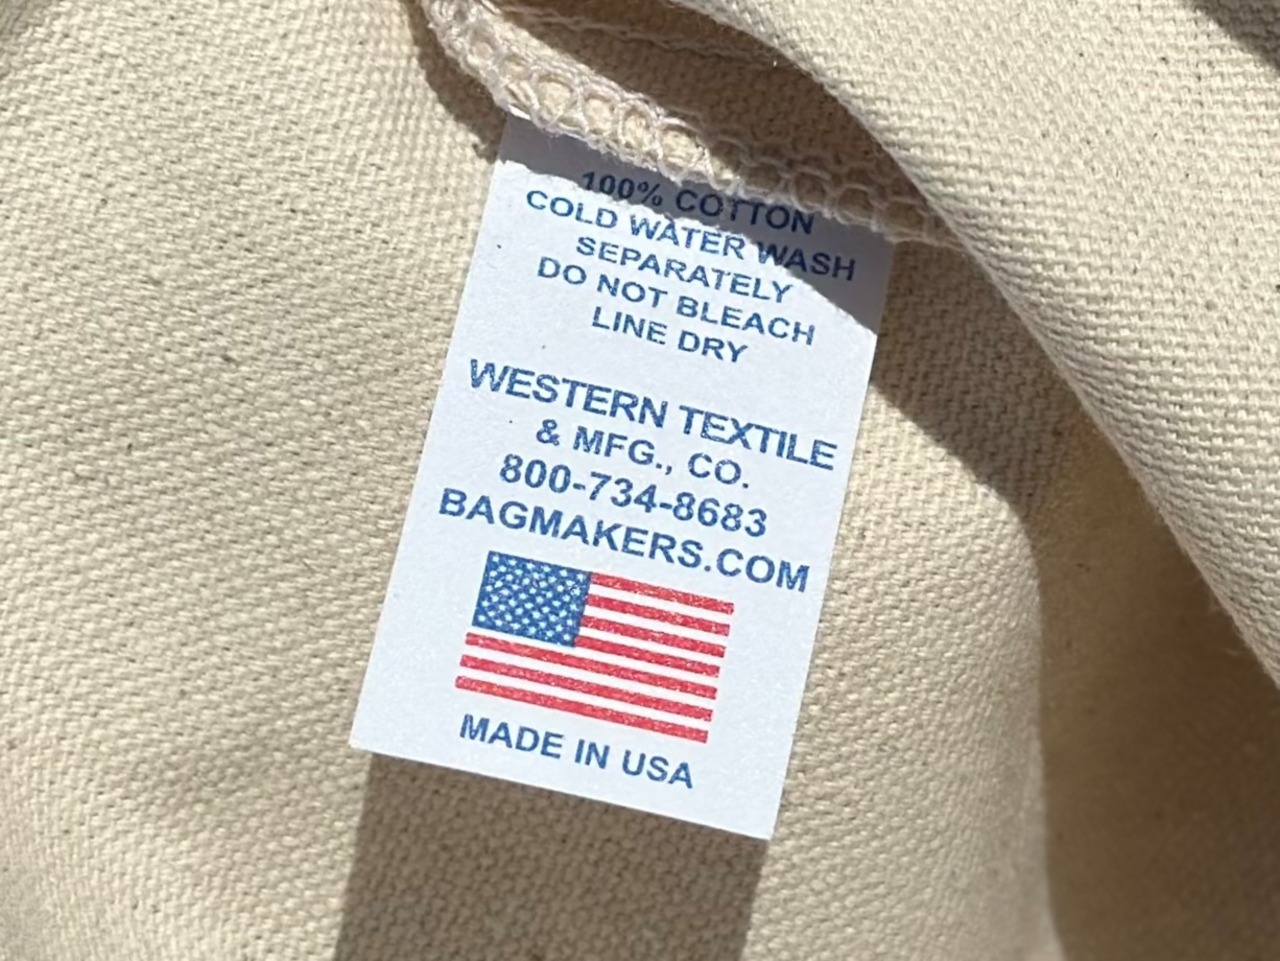 100% COTTON
COLD WATER WASH
SEPARATELY
DO NOT BLEACH
LINE DRY
WESTERN TEXTILE
& MFG., CO.
800-734-8683
BAGMAKERS.COM
MADE IN USA